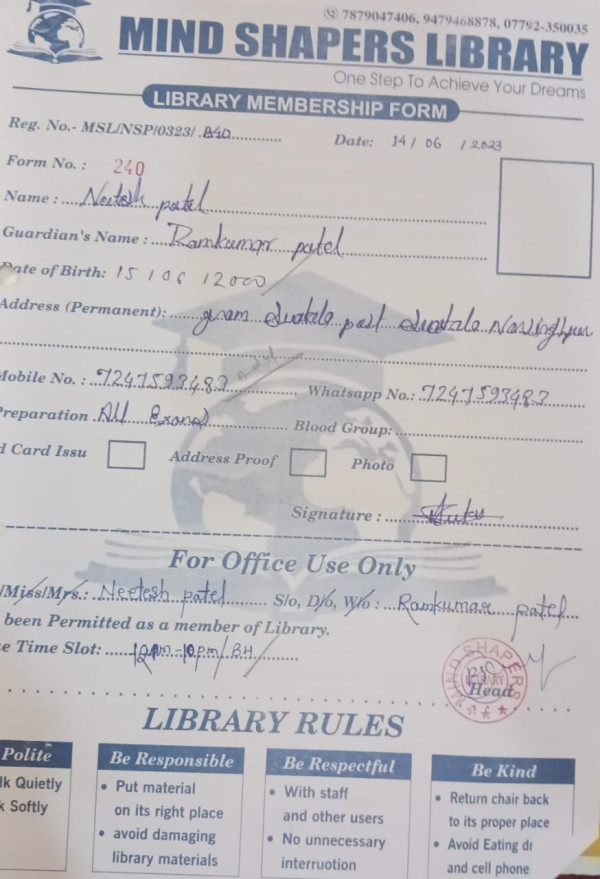 7879047406, 9479468878, 07792-350035
MIND SHAPERS LIBRARY
One Step To Achieve Your Dreams
LIBRARY MEMBERSHIP FORM
Reg. No.- MSL/NSP/0323/ 240 Date: 14 / 06 / 2023
Form No. : 240
Name : Neetesh patel
Guardian's Name : Ramkumar patel
Date of Birth: 15 / 06 / 2000
Address (Permanent): gram post Narsinghpur
Mobile No. : 7247593483 Whatsapp No.: 7247593483
Preparation All Exams Blood Group:
d Card Issu Address Proof Photo
Signature :
For Office Use Only
/Miss/Mrs.: Neetesh patel S/o, D/o, W/o : Ramkumar patel
been Permitted as a member of Library.
e Time Slot: 12pm-10pm/8H
MIND SHAPERS
LIBRARY
Head
LIBRARY RULES
Polite
lk Quietly
k Softly
Be Responsible
• Put material
on its right place
• avoid damaging
library materials
Be Respectful
• With staff
and other users
• No unnecessary
interruotion
Be Kind
• Return chair back
to its proper place
• Avoid Eating dr
and cell phone